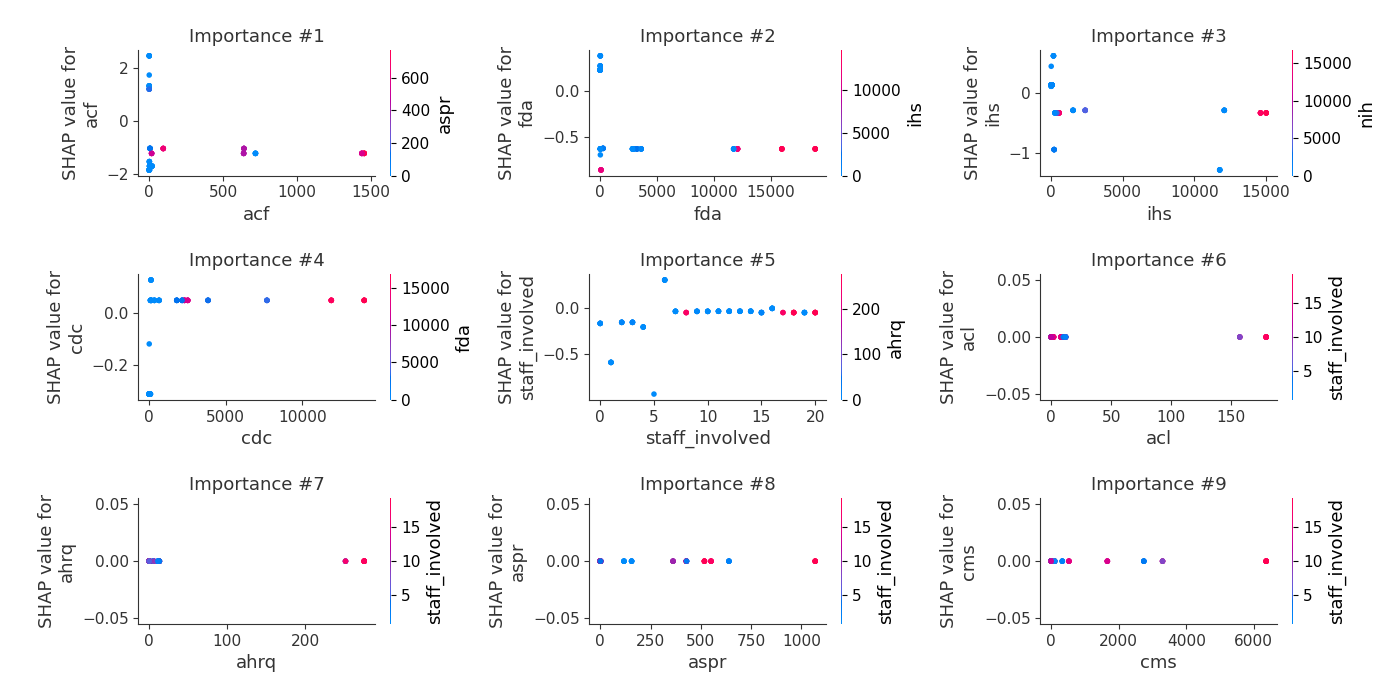 Importance #1
SHAP value for
acf
2
0
−2
0
500
1000
1500
acf
600
400
200
0
aspr
Importance #2
SHAP value for
fda
0.0
−0.5
0
5000
10000
15000
fda
10000
5000
0
ihs
Importance #3
SHAP value for
ihs
0
−1
0
5000
10000
15000
ihs
15000
10000
5000
0
nih
Importance #4
SHAP value for
cdc
0.0
−0.2
0
5000
10000
cdc
15000
10000
5000
0
fda
Importance #5
SHAP value for
staff_involved
0.0
−0.5
0
5
10
15
20
staff_involved
200
100
0
ahrq
Importance #6
SHAP value for
acl
0.05
0.00
−0.05
0
50
100
150
acl
15
10
5
staff_involved
Importance #7
SHAP value for
ahrq
0.05
0.00
−0.05
0
100
200
ahrq
15
10
5
staff_involved
Importance #8
SHAP value for
aspr
0.05
0.00
−0.05
0
250
500
750
1000
aspr
15
10
5
staff_involved
Importance #9
SHAP value for
cms
0.05
0.00
−0.05
0
2000
4000
6000
cms
15
10
5
staff_involved